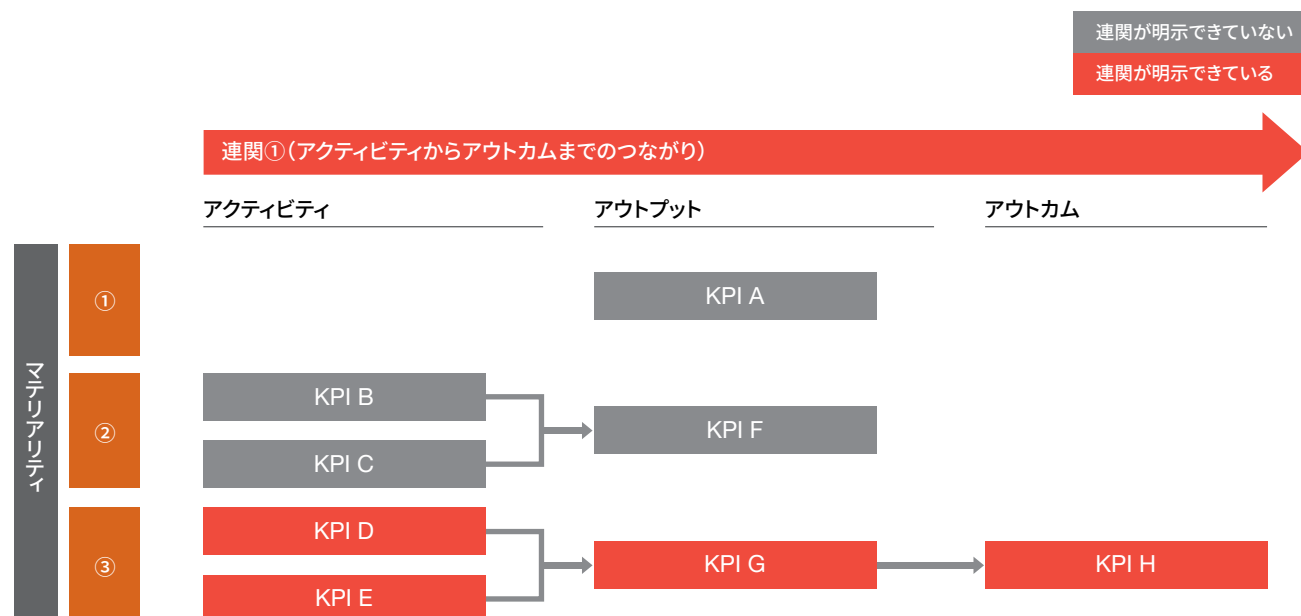 連関が明示できていない
連関が明示できている
連関①(アクティビティからアウトカムまでのつながり)
アクティビティ
アウトプット
アウトカム
マテリアリティ
①
KPI A
②
KPI B
KPI C
KPI F
③
KPI D
KPI E
KPI G
KPI H